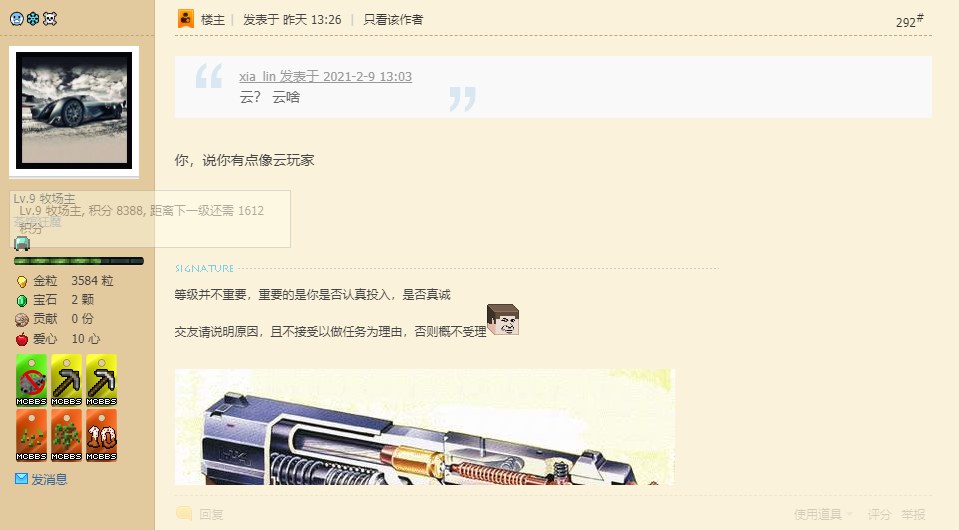 楼主 | 发表于 昨天 13:26 | 只看该作者
292#
xia_lin 发表于 2021-2-9 13:03
云？ 云啥
你，说你有点像云玩家
Lv.9 牧场主
Lv.9 牧场主, 积分 8388, 距离下一级还需 1612
积分
金粒 3584 粒
宝石 2 颗
贡献 0 份
爱心 10 心
MCBBS MCBBS MCBBS
10
MCBBS MCBBS MCBBS
发消息
SIGNATURE
等级并不重要，重要的是你是否认真投入，是否真诚
交友请说明原因，且不接受以做任务为理由，否则概不受理
回复
使用道具 评分 举报